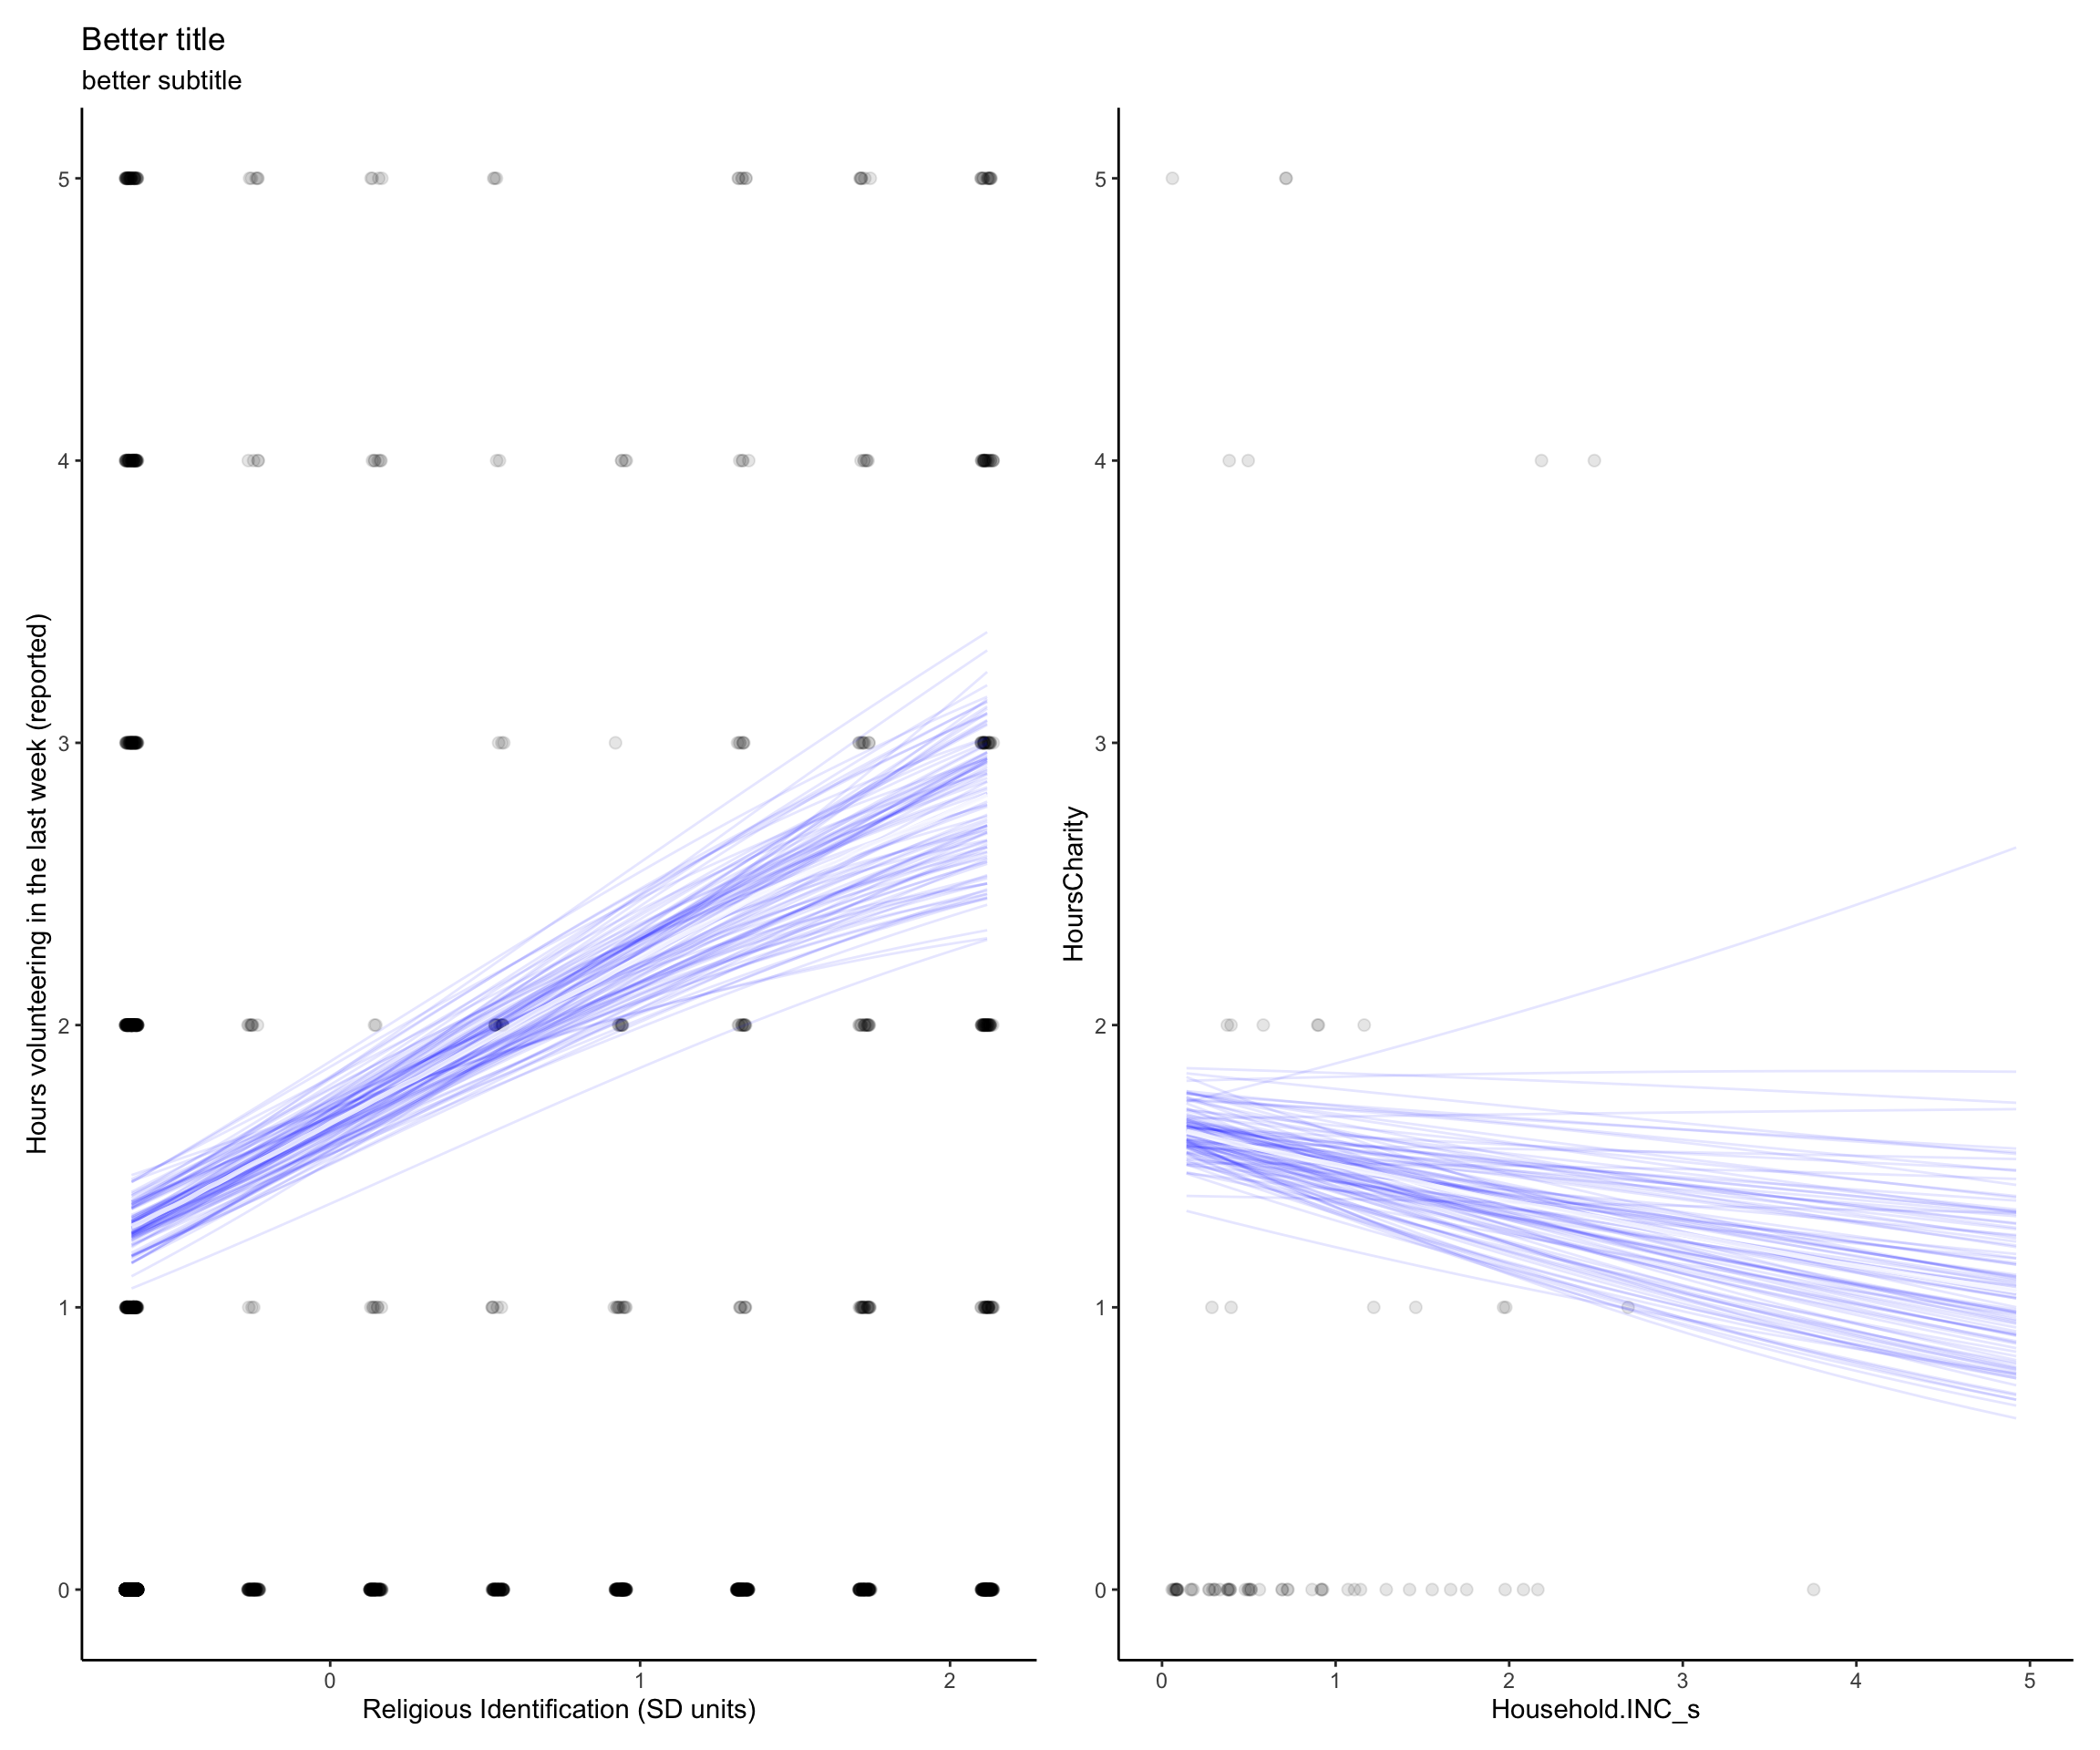 Better title
better subtitle
Hours volunteering in the last week (reported)
5
4
3
2
1
0
0 1 2
Religious Identification (SD units)
HoursCharity
5
4
3
2
1
0
0 1 2 3 4 5
Household.INC_s